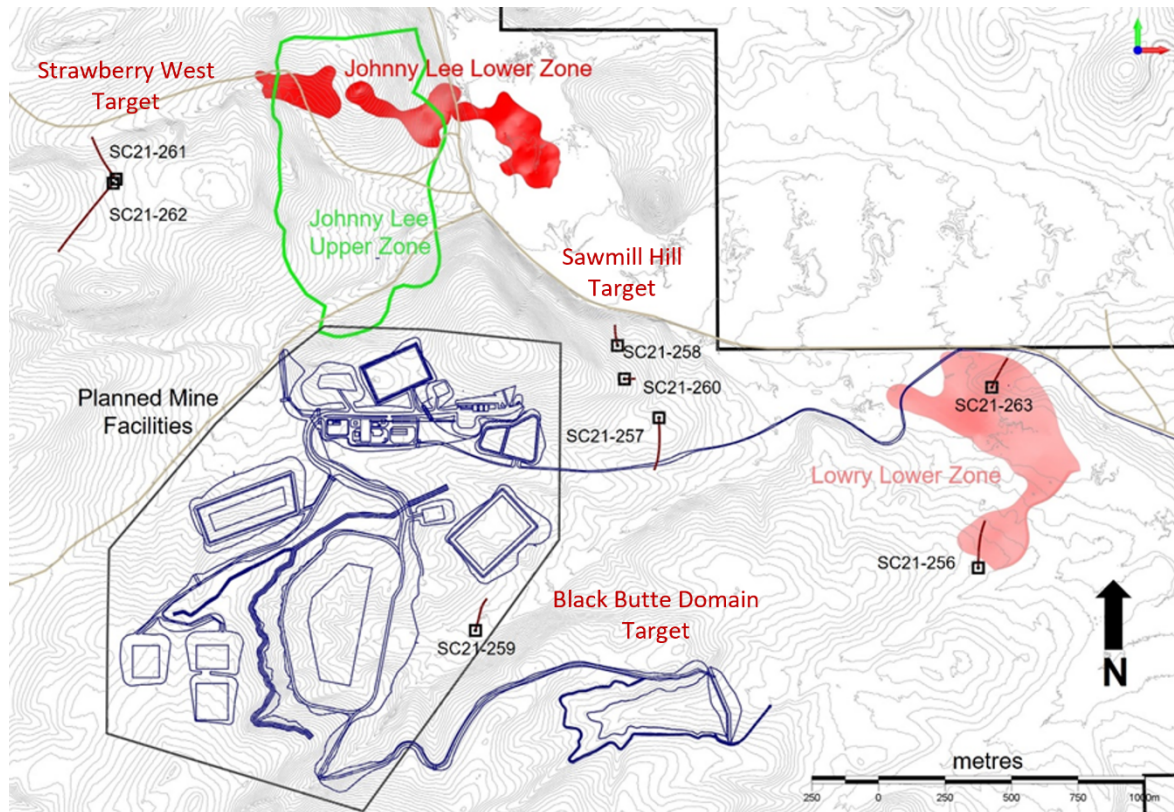 Strawberry West
Target
Johnny Lee Lower Zone
SC21-261
SC21-262
Johnny Lee
Upper Zone
Sawmill Hill
Target
SC21-258
SC21-260
SC21-257
SC21-263
Planned Mine
Facilities
Lowry Lower Zone
SC21-256
Black Butte Domain
Target
SC21-259
N
metres
250 0 250 500 750 1000m